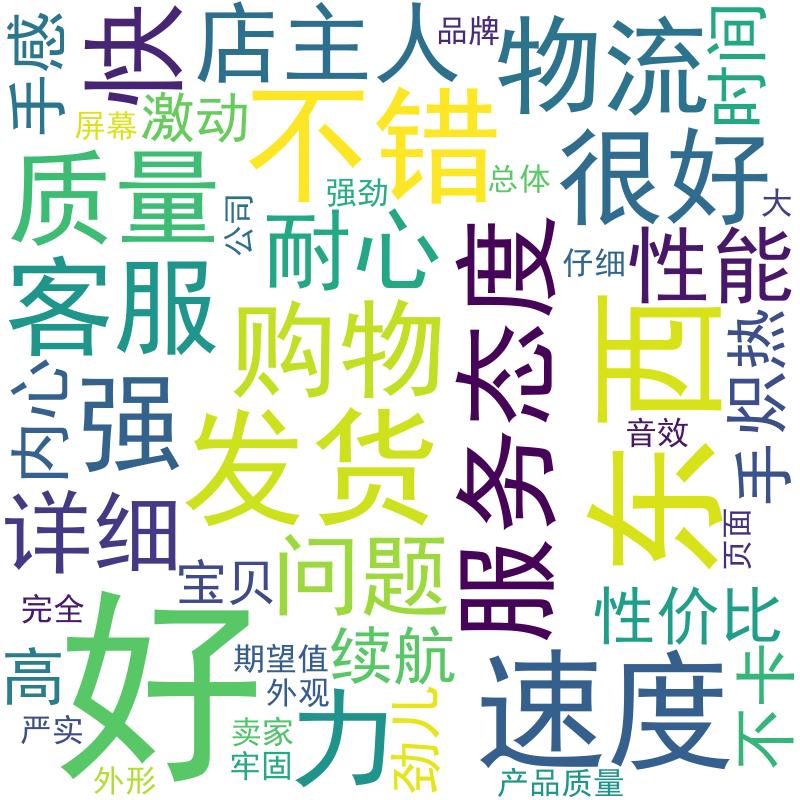 手感
快
店主人
品牌
物流
时间
屏幕
激动
不错
很好
质量
强劲
总体
大
公司
耐心
服务态度
仔细
性能
客服
购物
东西
炽热
内心
强
发货
音效
手
详细
页面
宝贝
问题
完全
好
性价比
高
期望值
续航
速度
不卡
外观
严实
卖家
力
劲儿
牢固
外形
产品质量